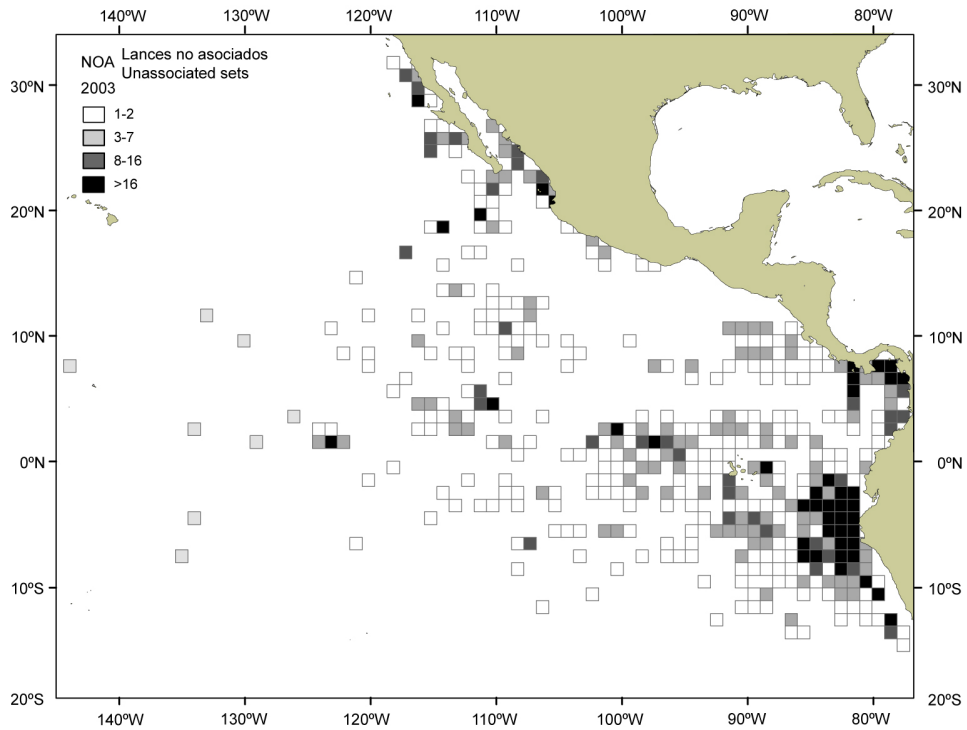 140ºW 130ºW 120ºW 110ºW 100ºW 90ºW 80ºW
NOA Lances no asociados
Unassociated sets
2003
1-2
3-7
8-16
>16
30ºN 30ºN
20ºN 20ºN
10ºN 10ºN
0ºN 0ºN
10ºS 10ºS
20ºS 20ºS
140ºW 130ºW 120ºW 110ºW 100ºW 90ºW 80ºW